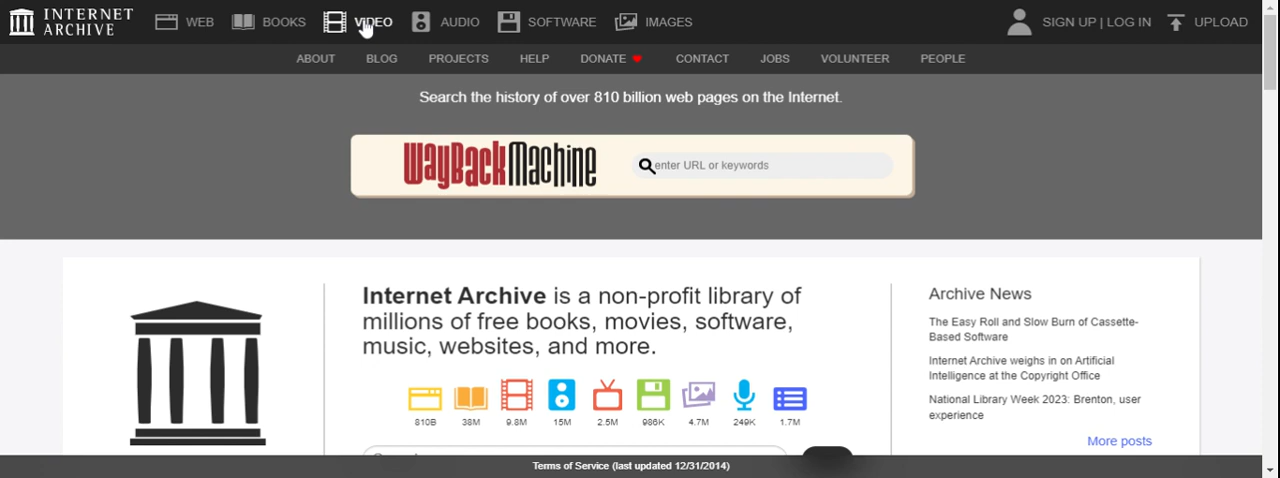 INTERNET
ARCHIVE
WEB BOOKS VIDEO AUDIO SOFTWARE IMAGES SIGN UP | LOG IN UPLOAD
ABOUT BLOG PROJECTS HELP DONATE CONTACT JOBS VOLUNTEER PEOPLE
Search the history of over 810 billion web pages on the Internet.
WayBackMachine enter URL or keywords
Internet Archive is a non-profit library of
millions of free books, movies, software,
music, websites, and more.
810B 38M 9.8M 15M 2.5M 986K 4.7M 249K 1.7M
Archive News
The Easy Roll and Slow Burn of Cassette-
Based Software
Internet Archive weighs in on Artificial
Intelligence at the Copyright Office
National Library Week 2023: Brenton, user
experience
More posts
Terms of Service (last updated 12/31/2014)